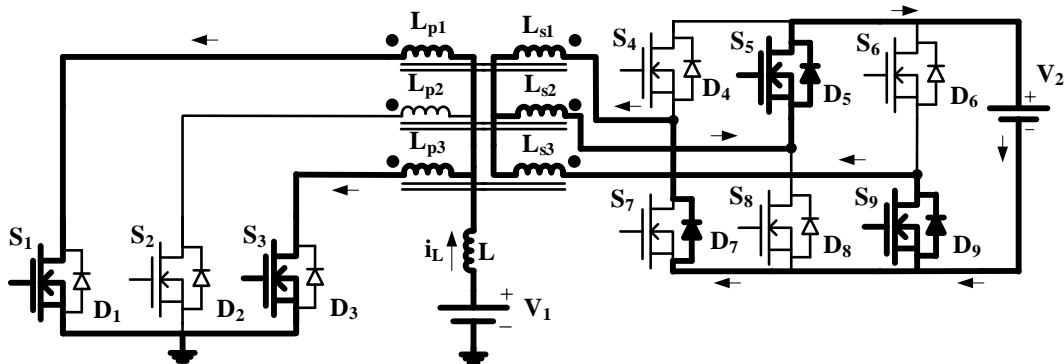 Lp1 Ls1
Lp2 Ls2
Lp3 Ls3
S4 D4
S5 D5
S6 D6
V2
+
−
S7 D7
S8 D8
S9 D9
S1 D1
S2 D2
S3 D3
iL L
+
−
V1